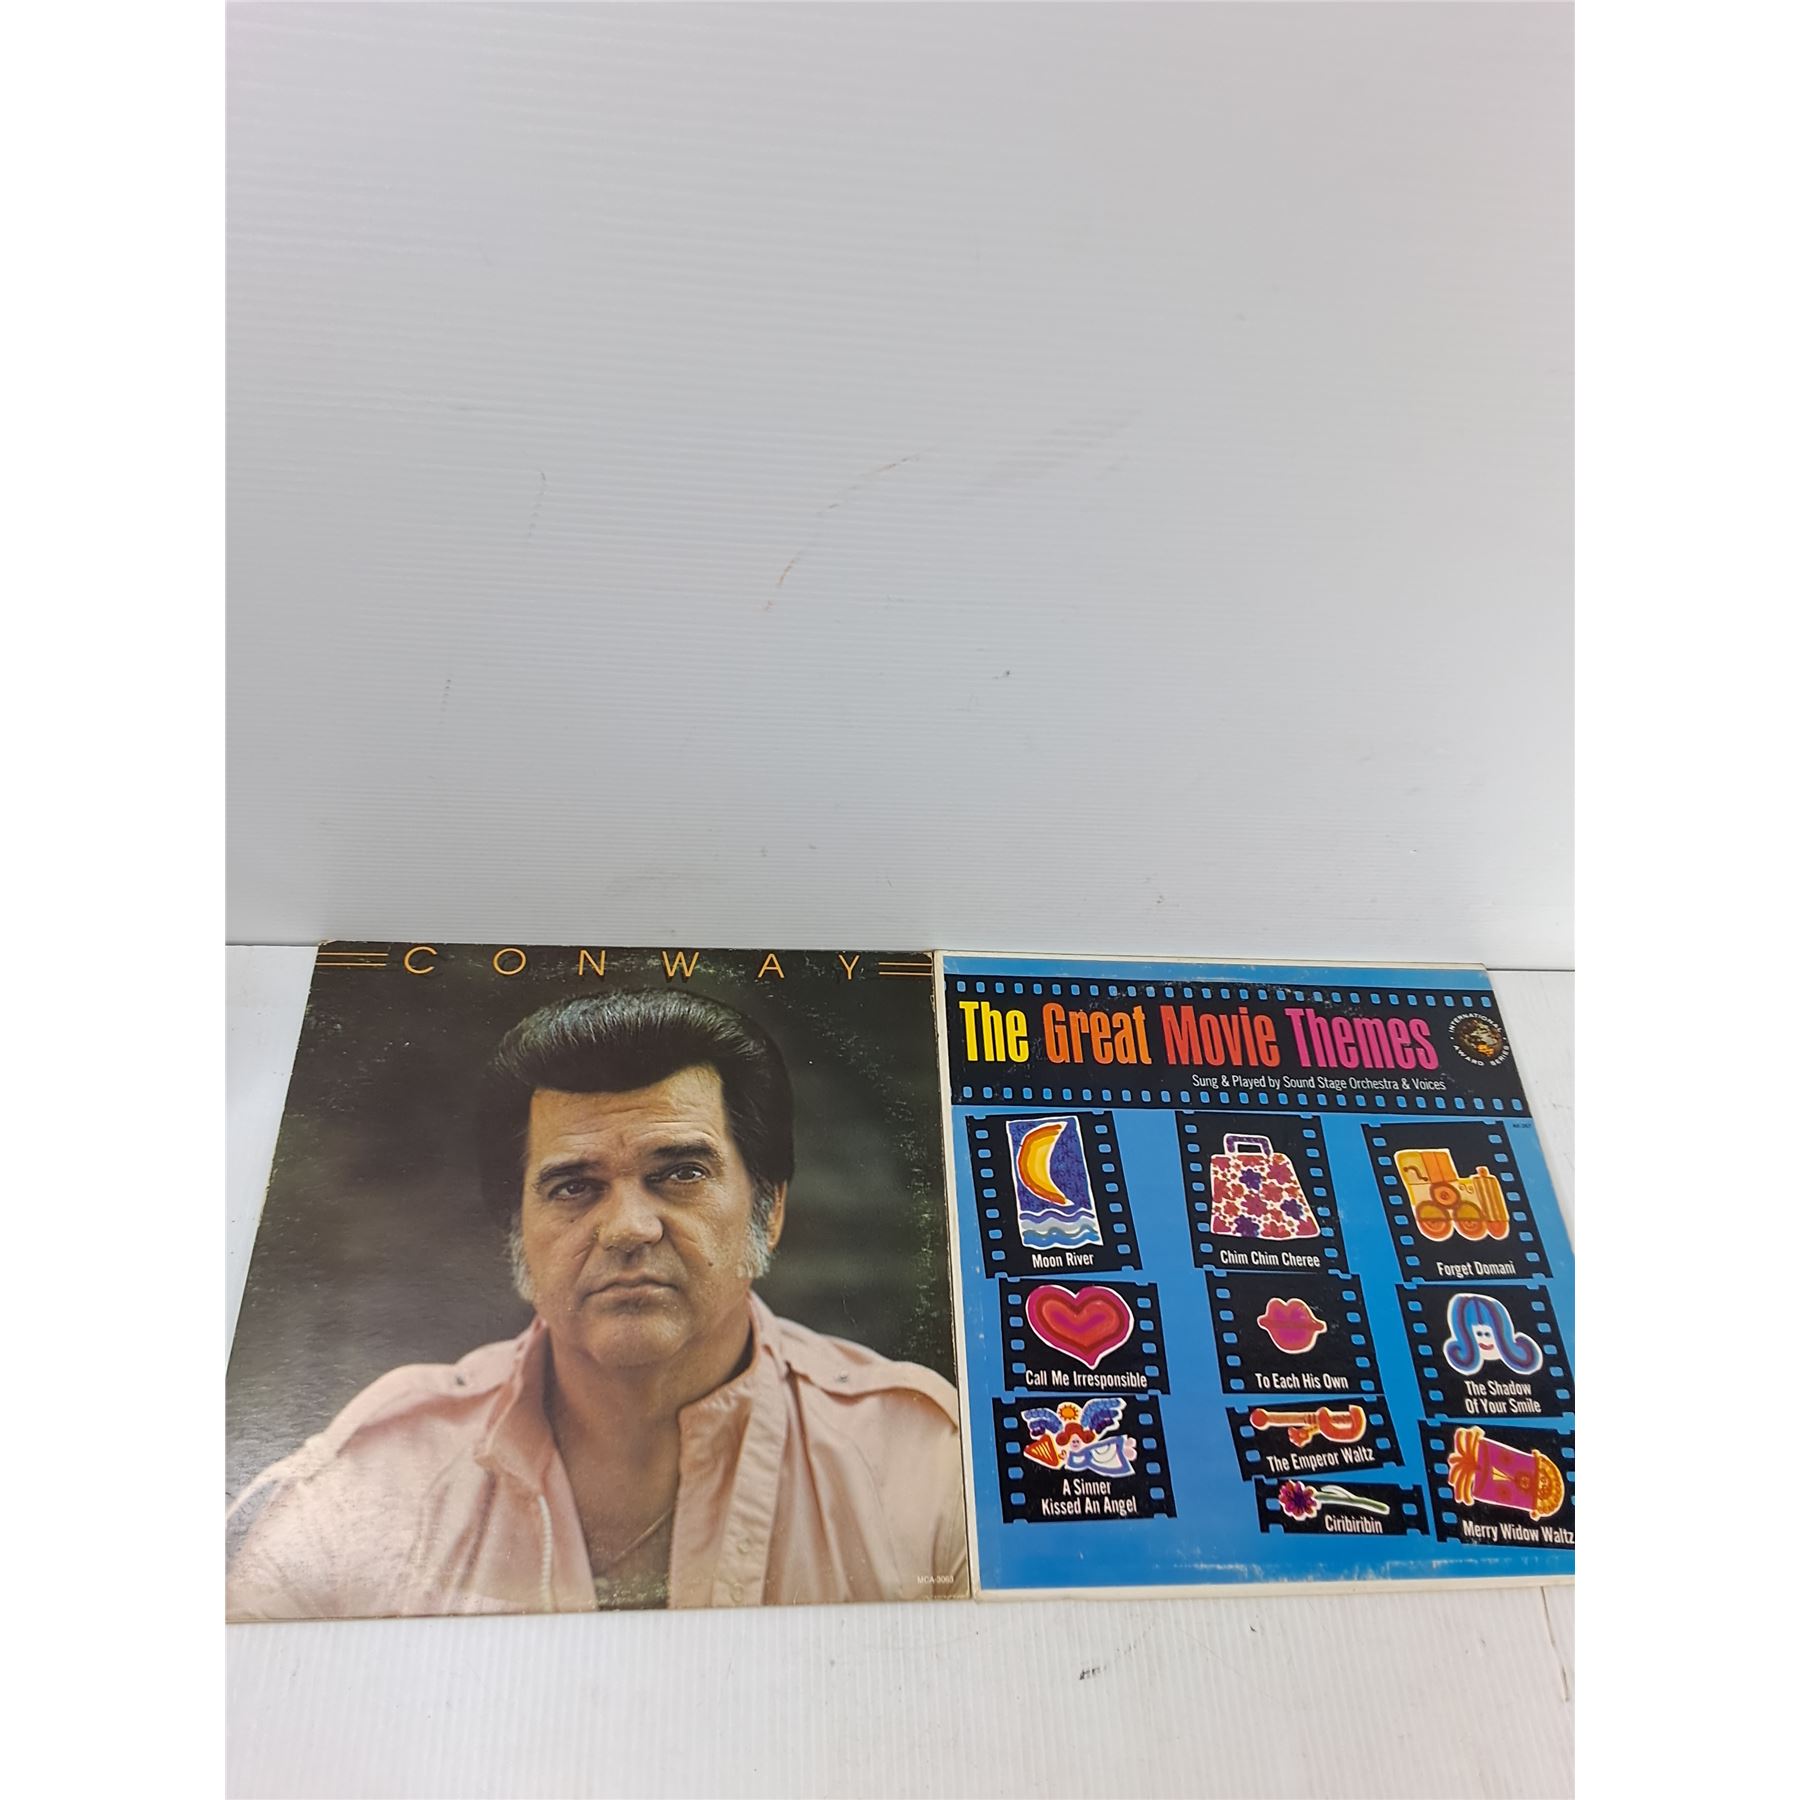 CONWAY
MCA-3063
The Great Movie Themes
INTERNATIONAL
AWARD SERIES
Sung & Played by Sound Stage Orchestra & Voices
Moon River
Chim Chim Cheree
Forget Domani
Call Me Irresponsible
To Each His Own
The Shadow
Of Your Smile
A Sinner
Kissed An Angel
The Emperor Waltz
Ciribiribin
Merry Widow Waltz